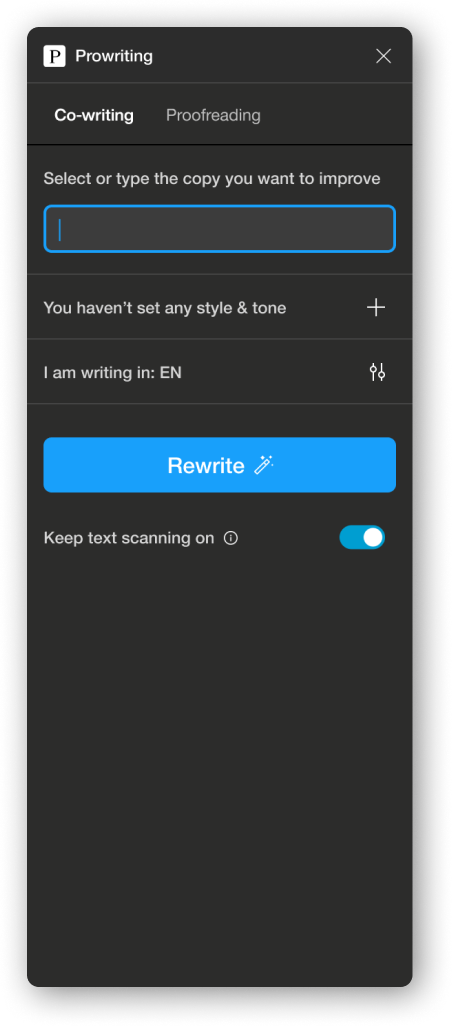 P Prowriting
Co-writing Proofreading
Select or type the copy you want to improve
You haven’t set any style & tone
I am writing in: EN
Rewrite
Keep text scanning on